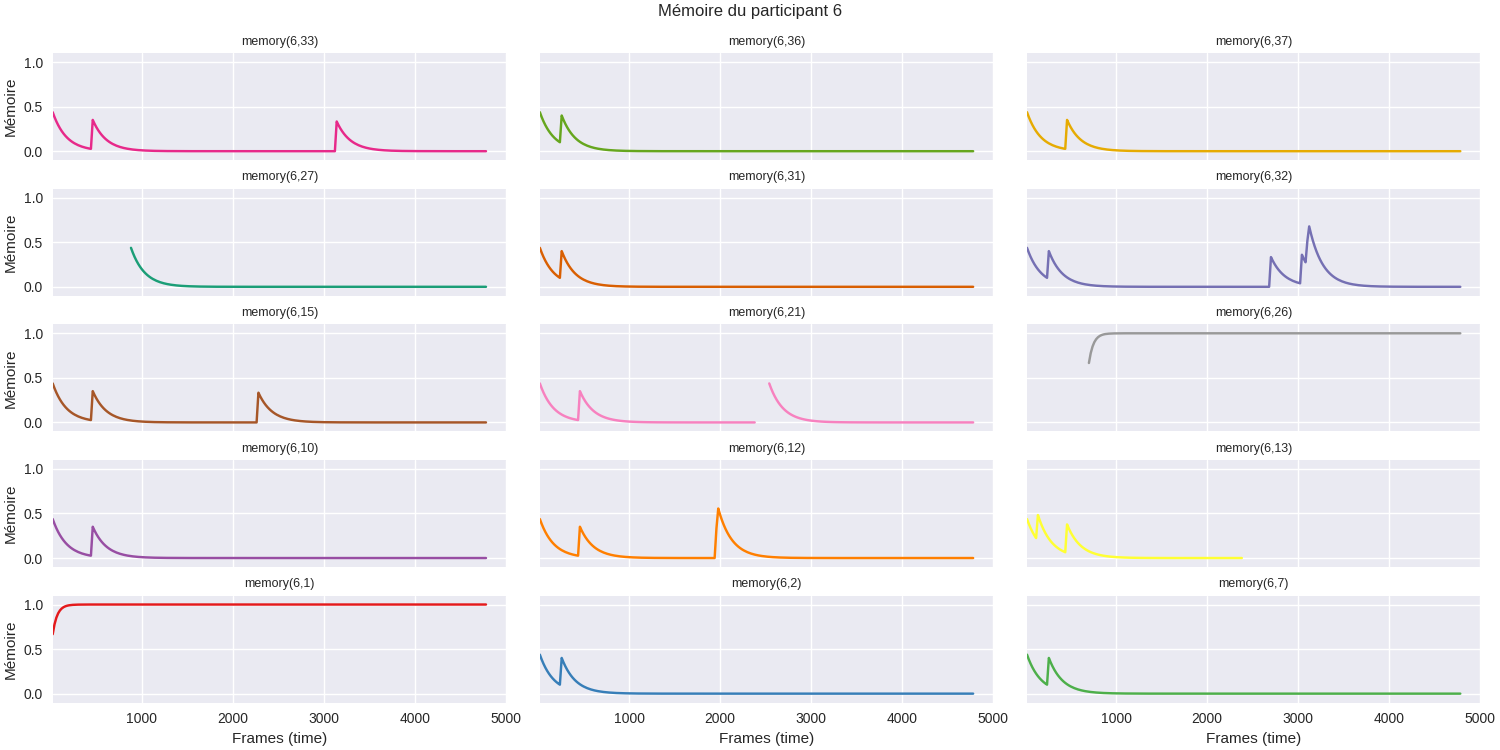 Mémoire du participant 6
memory(6,33) memory(6,36) memory(6,37)
Mémoire
1.0
0.5
0.0
memory(6,27) memory(6,31) memory(6,32)
Mémoire
1.0
0.5
0.0
memory(6,15) memory(6,21) memory(6,26)
Mémoire
1.0
0.5
0.0
memory(6,10) memory(6,12) memory(6,13)
Mémoire
1.0
0.5
0.0
memory(6,1) memory(6,2) memory(6,7)
Mémoire
1.0
0.5
0.0
1000 2000 3000 4000 5000 1000 2000 3000 4000 5000 1000 2000 3000 4000 5000
Frames (time) Frames (time) Frames (time)